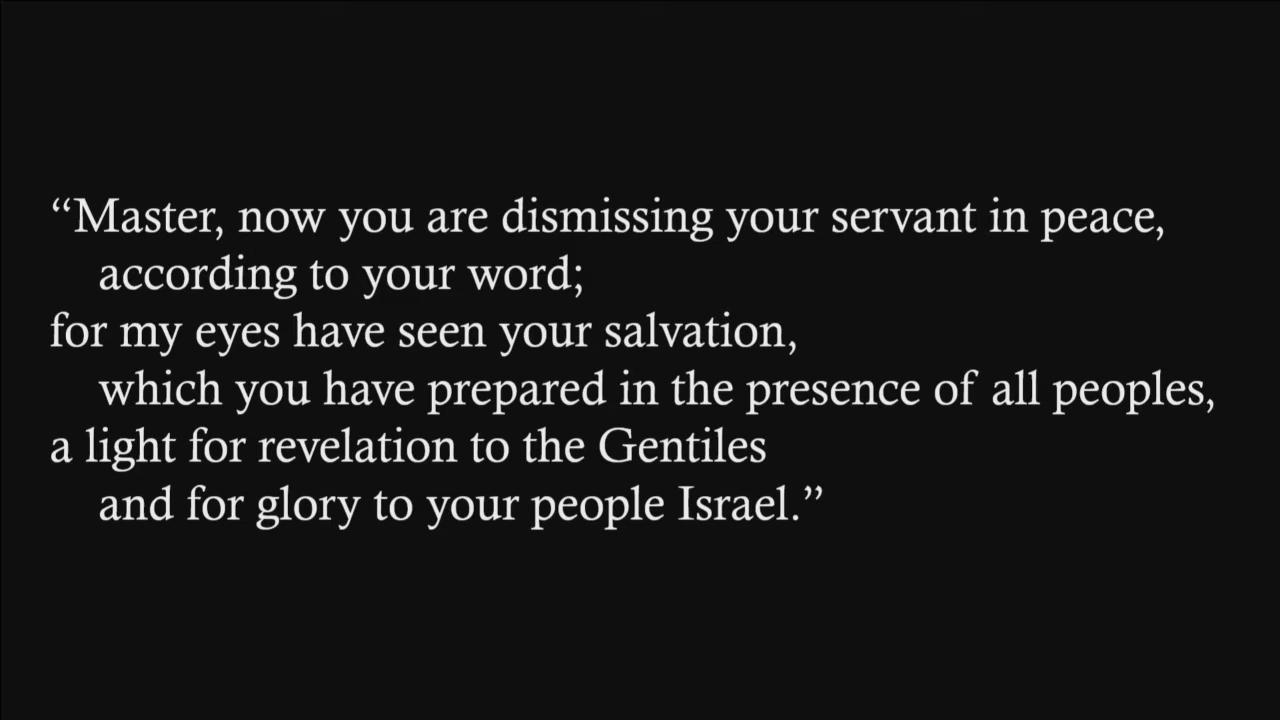 “Master, now you are dismissing your servant in peace,
according to your word;
for my eyes have seen your salvation,
which you have prepared in the presence of all peoples,
a light for revelation to the Gentiles
and for glory to your people Israel.”